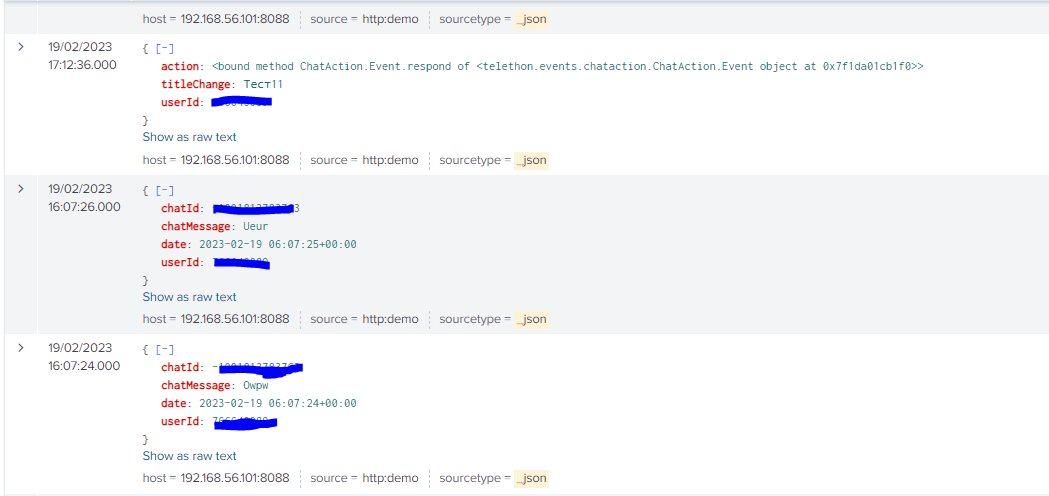 host = 192.168.56.101:8088 source = http:demo sourcetype = _json
> 19/02/2023 { [-]
17:12:36.000 action: <bound method ChatAction.Event.respond of <telethon.events.chataction.ChatAction.Event object at 0x7f1da01cb1f0>>
titleChange: Тест11
userId:
}
Show as raw text
host = 192.168.56.101:8088 source = http:demo sourcetype = _json
> 19/02/2023 { [-]
16:07:26.000 chatId:
chatMessage: Ueur
date: 2023-02-19 06:07:25+00:00
userId:
}
Show as raw text
host = 192.168.56.101:8088 source = http:demo sourcetype = _json
> 19/02/2023 { [-]
16:07:24.000 chatId:
chatMessage: Owpw
date: 2023-02-19 06:07:24+00:00
userId:
}
Show as raw text
host = 192.168.56.101:8088 source = http:demo sourcetype = _json